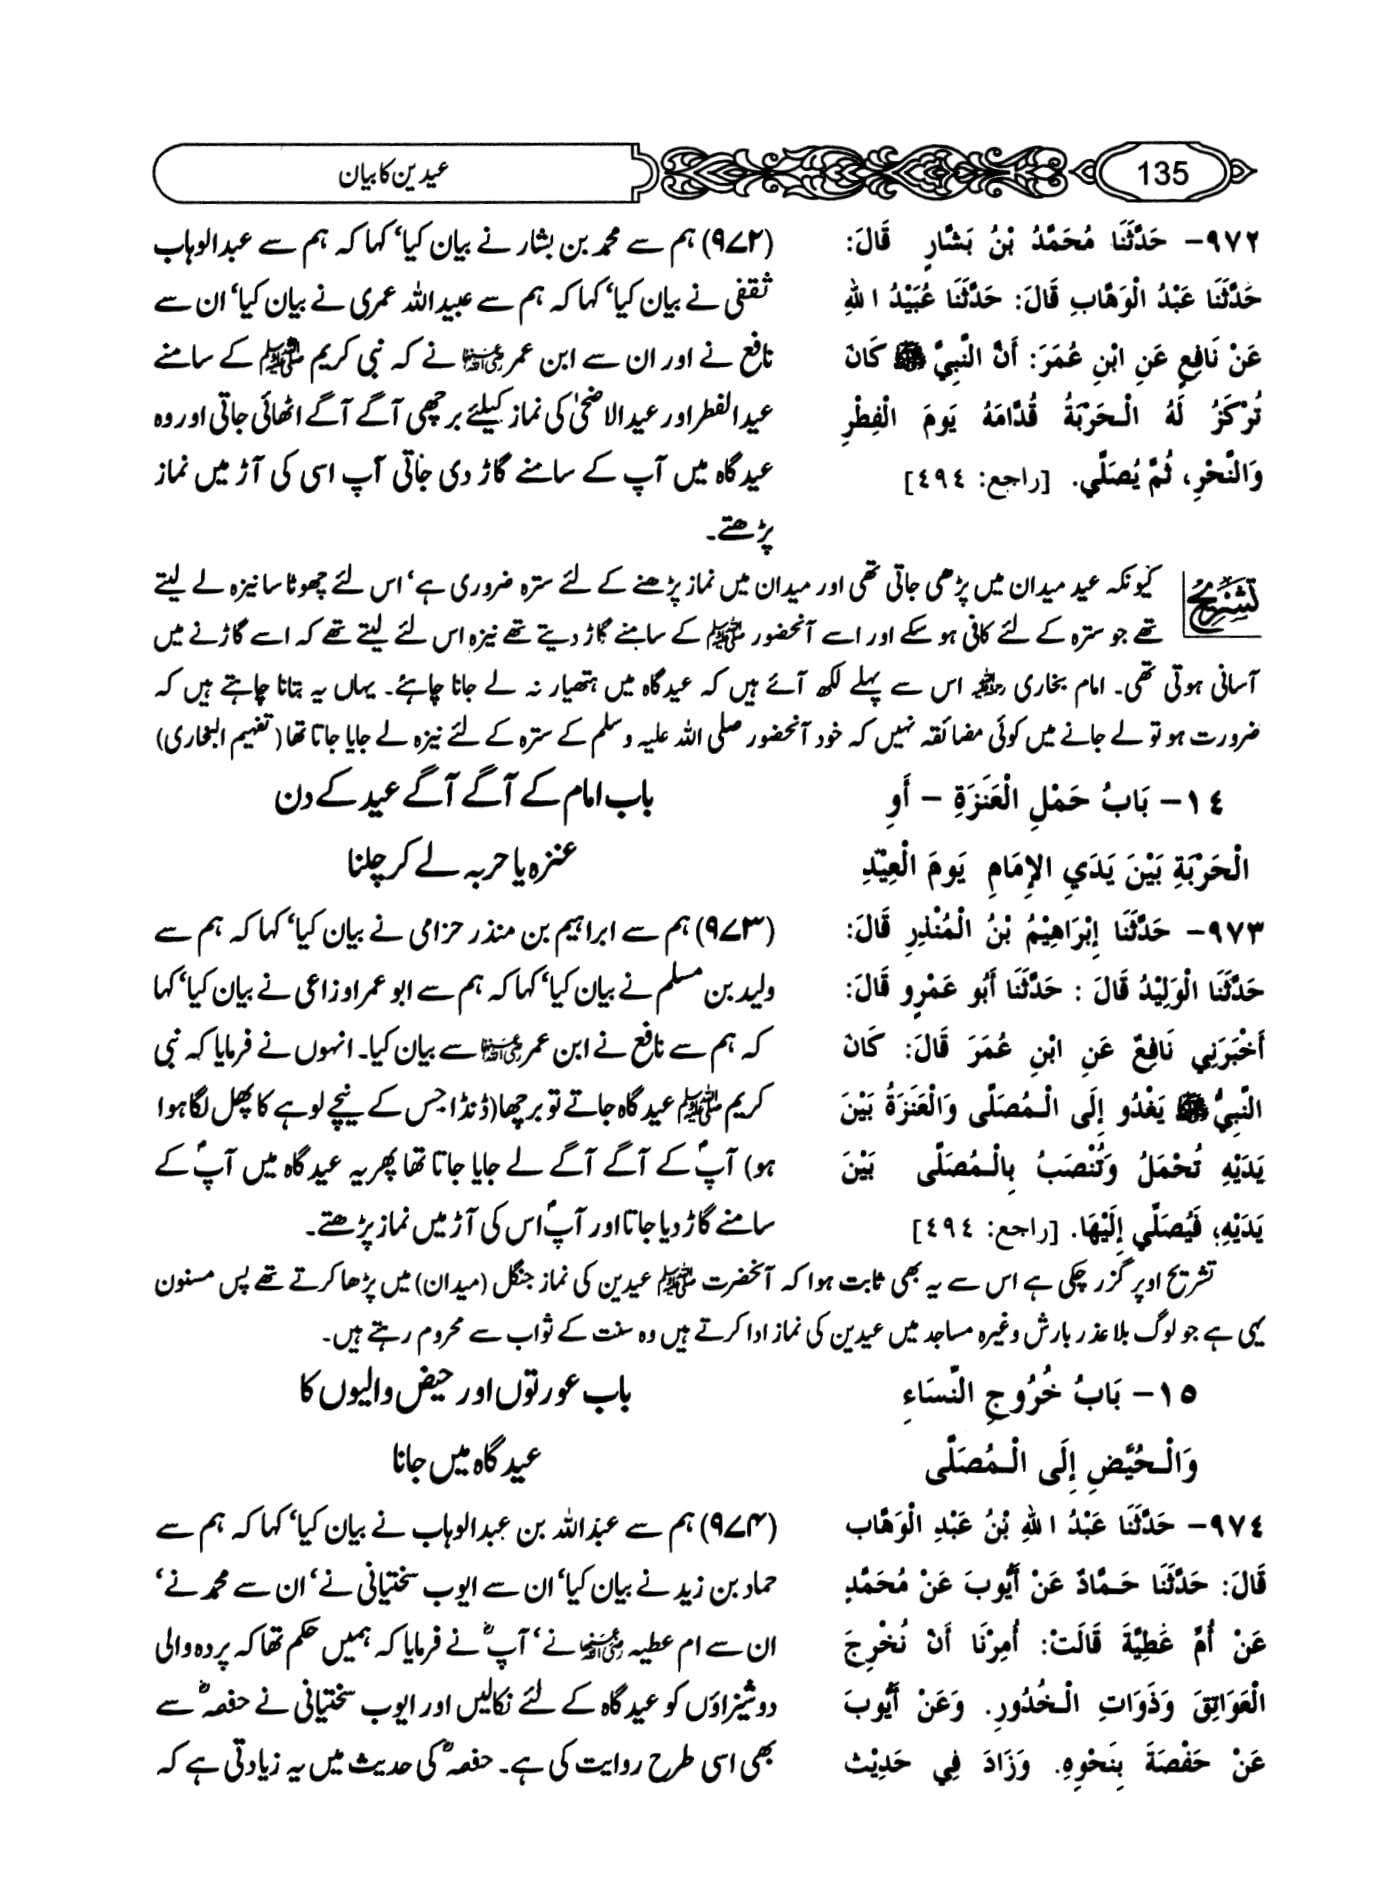 135
عیدین کا بیان
٩٧٢- حَدَّثَنَا مُحَمَّدُ بْنُ بَشَّارٍ قَالَ:
حَدَّثَنَا عَبْدُ الْوَهَّابِ قَالَ: حَدَّثَنَا عُبَيْدُ اللهِ
عَنْ نَافِعٍ عَنِ ابْنِ عُمَرَ: أَنَّ النَّبِيَّ ﷺ كَانَ
تُرْكَزُ لَهُ الْحَرْبَةُ قُدَّامَهُ يَومَ الْفِطْرِ
وَالنَّحْرِ، ثُمَّ يُصَلِّي. [راجع: ٤٩٤]
(۹۷۲) ہم سے محمد بن بشار نے بیان کیا‘ کہا کہ ہم سے عبدالوہاب
ثقفی نے بیان کیا‘ کہا کہ ہم سے عبید اللہ عمری نے بیان کیا‘ ان سے
نافع نے اور ان سے ابن عمر رضی اللہ عنہما نے کہ نبی کریم ﷺ کے سامنے
عیدالفطر اور عیدالاضحیٰ کی نماز کیلئے برچھی آگے آگے اٹھائی جاتی اور وہ
عید گاہ میں آپ کے سامنے گاڑ دی جاتی آپ اسی کی آڑ میں نماز
پڑھتے۔
تشریح
کیونکہ عید میدان میں پڑھی جاتی تھی اور میدان میں نماز پڑھنے کے لئے سترہ ضروری ہے‘ اس لئے چھوٹا سا نیزہ لے لیتے
تھے جو سترہ کے لئے کافی ہو سکے اور اسے آنحضور ﷺ کے سامنے گاڑ دیتے تھے نیزہ اس لئے لیتے تھے کہ اسے گاڑنے میں
آسانی ہوتی تھی۔ امام بخاری رحمۃ اللہ علیہ اس سے پہلے لکھ آئے ہیں کہ عیدگاہ میں ہتھیار نہ لے جانا چاہئے۔ یہاں یہ بتانا چاہتے ہیں کہ
ضرورت ہو تو لے جانے میں کوئی مضائقہ نہیں کہ خود آنحضور صلی اللہ علیہ وسلم کے سترہ کے لئے نیزہ لے جایا جاتا تھا (تفہیم البخاری)
١٤- بَابُ حَمْلِ الْعَنَزَةِ – أَوِ
الْحَرْبَةِ بَيْنَ يَدَيِ الإِمَامِ يَومَ الْعِيْدِ
باب امام کے آگے آگے عید کے دن
عنزہ یا حربہ لے کر چلنا
٩٧٣- حَدَّثَنَا إِبْرَاهِيْمُ بْنُ الْمُنْذِرِ قَالَ:
حَدَّثَنَا الْوَلِيْدُ قَالَ : حَدَّثَنَا أَبُو عَمْرٍو قَالَ:
أَخْبَرَنِي نَافِعٌ عَنِ ابْنِ عُمَرَ قَالَ: كَانَ
النَّبِيُّ ﷺ يَغْدُو إِلَى الْمُصَلَّى وَالْعَنَزَةُ بَيْنَ
يَدَيْهِ تُحْمَلُ وَتُنْصَبُ بِالْمُصَلَّى بَيْنَ
يَدَيْهِ، فَيُصَلِّي إِلَيْهَا. [راجع: ٤٩٤]
(۹۷۳) ہم سے ابراہیم بن منذر حزامی نے بیان کیا‘ کہا کہ ہم سے
ولید بن مسلم نے بیان کیا‘ کہا کہ ہم سے ابو عمر اوزاعی نے بیان کیا‘ کہا
کہ ہم سے نافع نے ابن عمر رضی اللہ عنہما سے بیان کیا۔ انہوں نے فرمایا کہ نبی
کریم ﷺ عیدگاہ جاتے تو برچھا (ڈنڈا جس کے نیچے لوہے کا پھل لگا ہوا
ہو) آپؐ کے آگے آگے لے جایا جاتا تھا پھر یہ عیدگاہ میں آپؐ کے
سامنے گاڑ دیا جاتا اور آپؐ اس کی آڑ میں نماز پڑھتے۔
تشریح اوپر گزر چکی ہے اس سے یہ بھی ثابت ہوا کہ آنحضرت ﷺ عیدین کی نماز جنگل (میدان) میں پڑھا کرتے تھے پس مسنون
یہی ہے جو لوگ بلا عذر بارش وغیرہ مساجد میں عیدین کی نماز ادا کرتے ہیں وہ سنت کے ثواب سے محروم رہتے ہیں۔
١٥- بَابُ خُرُوجِ النِّسَاءِ
وَالْحُيَّضِ إِلَى الْمُصَلَّى
باب عورتوں اور حیض والیوں کا
عید گاہ میں جانا
٩٧٤- حَدَّثَنَا عَبْدُ اللهِ بْنُ عَبْدِ الْوَهَّاب
قَالَ: حَدَّثَنَا حَمَّادٌ عَنْ أَيُّوبَ عَنْ مُحَمَّدٍ
عَنْ أُمِّ عَطِيَّةَ قَالَتْ: أُمِرْنَا أَنْ نُخْرِجَ
الْعَوَاتِقَ وَذَوَاتِ الْخُدُورِ. وَعَنْ أَيُّوبَ
عَنْ حَفْصَةَ بِنَحْوِهِ. وَزَادَ فِي حَدِيْث
(۹۷۴) ہم سے عبداللہ بن عبدالوہاب نے بیان کیا‘ کہا کہ ہم سے
حماد بن زید نے بیان کیا‘ ان سے ایوب سختیانی نے‘ ان سے محمد نے‘
ان سے ام عطیہ رضی اللہ عنہا نے‘ آپؓ نے فرمایا کہ ہمیں حکم تھا کہ پردہ والی
دوشیزاؤں کو عیدگاہ کے لئے نکالیں اور ایوب سختیانی نے حفصہؓ سے
بھی اسی طرح روایت کی ہے۔ حفصہؓ کی حدیث میں یہ زیادتی ہے کہ